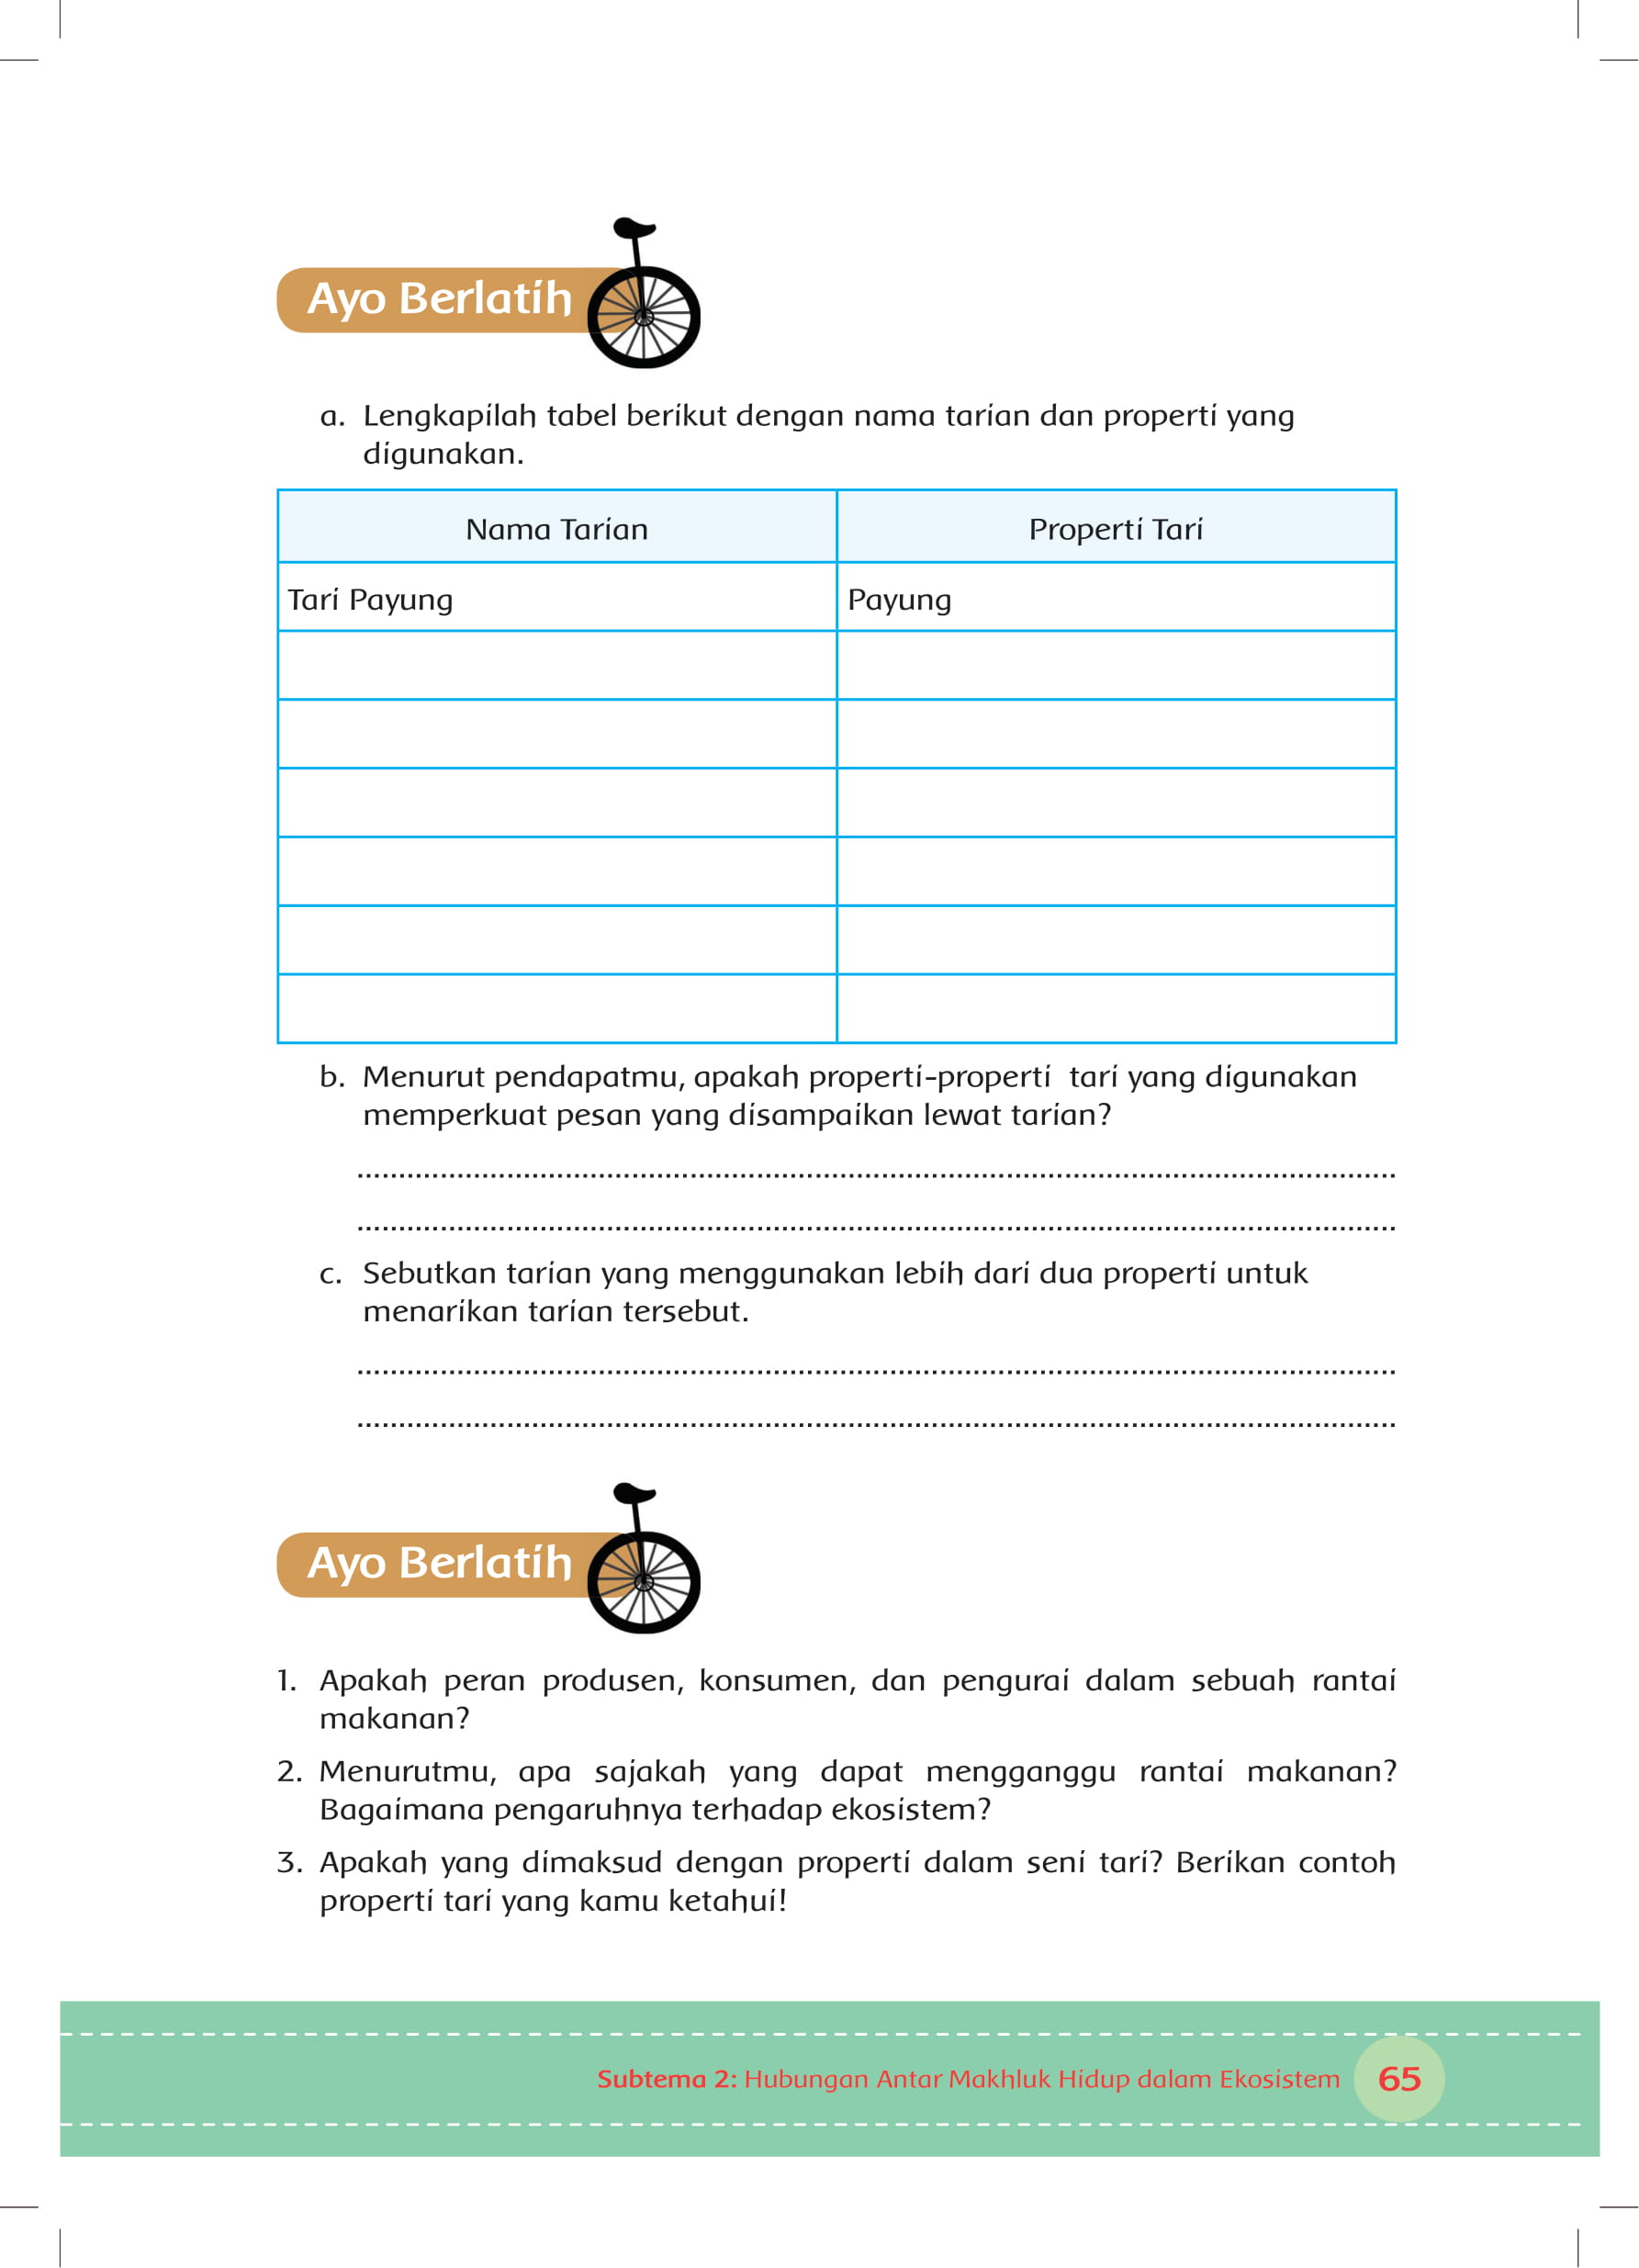 Ayo Berlatih
a. Lengkapilah tabel berikut dengan nama tarian dan properti yang
digunakan.
Nama Tarian Properti Tari
Tari Payung Payung
b. Menurut pendapatmu, apakah properti-properti tari yang digunakan
memperkuat pesan yang disampaikan lewat tarian?
c. Sebutkan tarian yang menggunakan lebih dari dua properti untuk
menarikan tarian tersebut.
Ayo Berlatih
1. Apakah peran produsen, konsumen, dan pengurai dalam sebuah rantai
makanan?
2. Menurutmu, apa sajakah yang dapat mengganggu rantai makanan?
Bagaimana pengaruhnya terhadap ekosistem?
3. Apakah yang dimaksud dengan properti dalam seni tari? Berikan contoh
properti tari yang kamu ketahui!
Subtema 2: Hubungan Antar Makhluk Hidup dalam Ekosistem 65